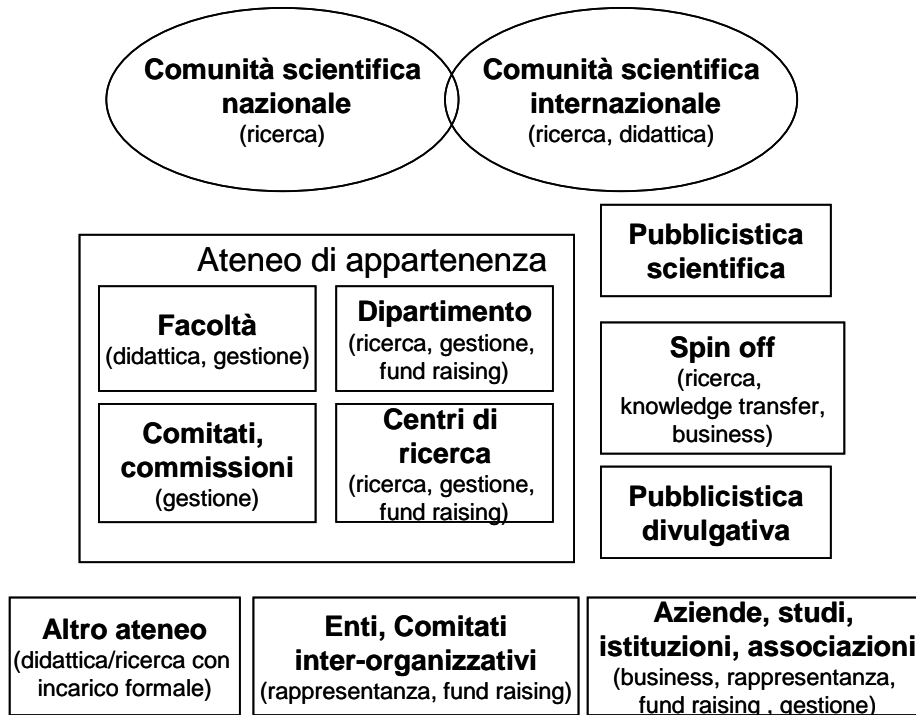 Comunità scientifica
nazionale
(ricerca)
Comunità scientifica
internazionale
(ricerca, didattica)
Ateneo di appartenenza
Facoltà
(didattica, gestione)
Dipartimento
(ricerca, gestione,
fund raising)
Comitati,
commissioni
(gestione)
Centri di
ricerca
(ricerca, gestione,
fund raising)
Pubblicistica
scientifica
Spin off
(ricerca,
knowledge transfer,
business)
Pubblicistica
divulgativa
Altro ateneo
(didattica/ricerca con
incarico formale)
Enti, Comitati
inter-organizzativi
(rappresentanza, fund raising)
Aziende, studi,
istituzioni, associazioni
(business, rappresentanza,
fund raising , gestione)